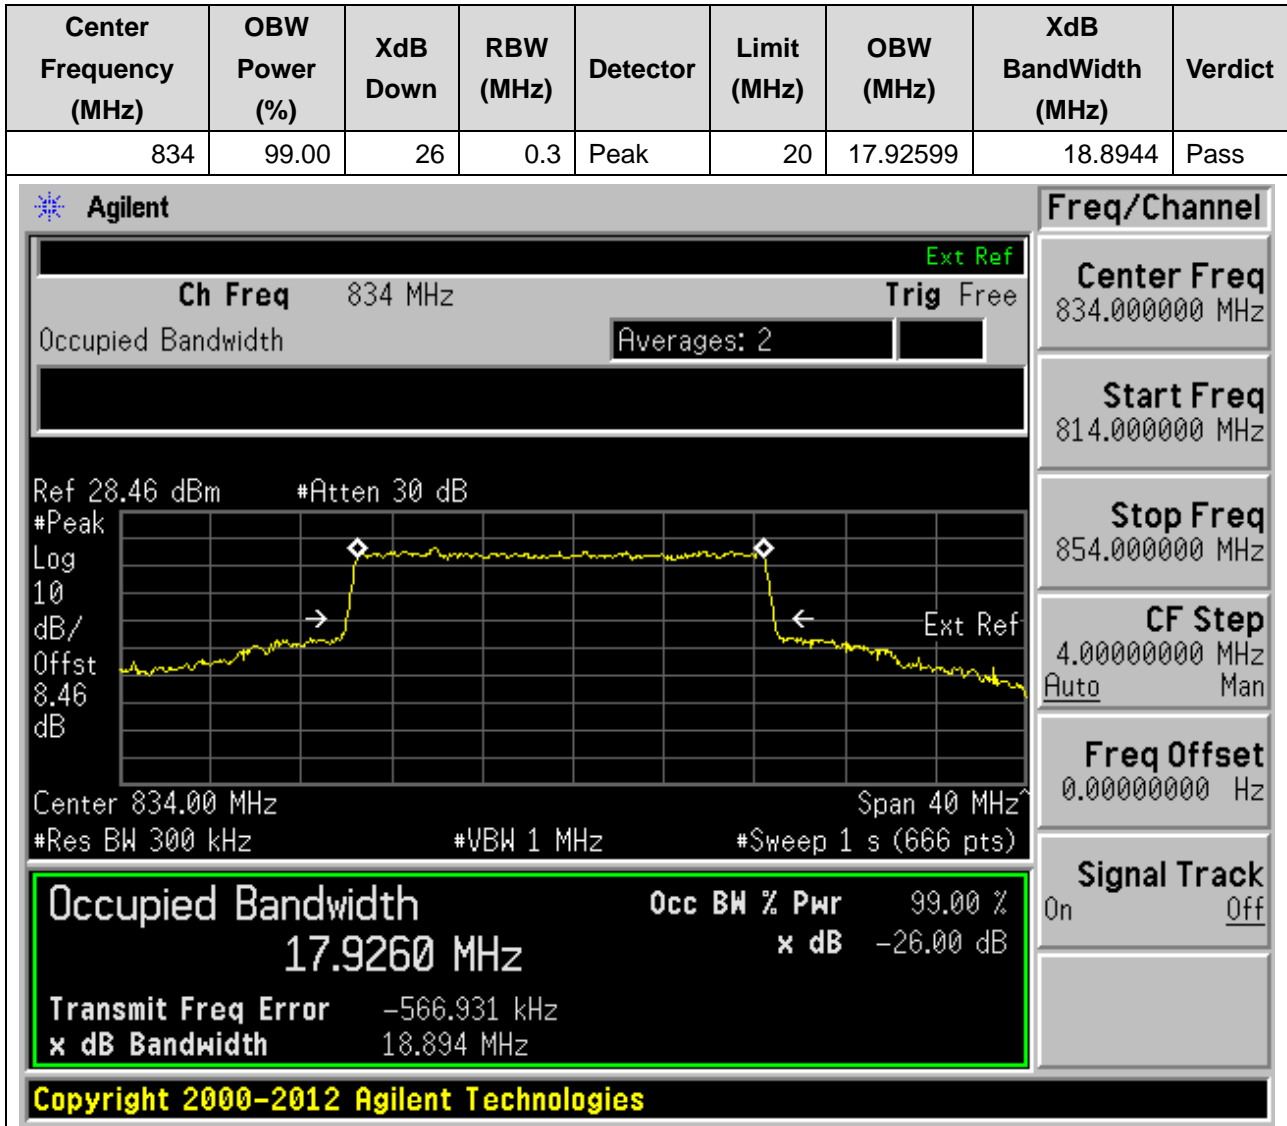 Center Frequency (MHz) OBW Power (%) XdB Down RBW (MHz) Detector Limit (MHz) OBW (MHz) XdB BandWidth (MHz) Verdict
834 99.00 26 0.3 Peak 20 17.92599 18.8944 Pass
Agilent
Freq/Channel
Ext Ref
Ch Freq 834 MHz Trig Free
Occupied Bandwidth Averages: 2
Ref 28.46 dBm #Atten 30 dB
#Peak
Log
10
dB/
Offst
8.46
dB
Ext Ref
Center 834.00 MHz Span 40 MHz^
#Res BW 300 kHz #VBW 1 MHz #Sweep 1 s (666 pts)
Occupied Bandwidth
17.9260 MHz
Occ BW % Pwr 99.00 %
x dB -26.00 dB
Transmit Freq Error -566.931 kHz
x dB Bandwidth 18.894 MHz
Center Freq
834.000000 MHz
Start Freq
814.000000 MHz
Stop Freq
854.000000 MHz
CF Step
4.00000000 MHz
Auto Man
Freq Offset
0.00000000 Hz
Signal Track
On Off
Copyright 2000-2012 Agilent Technologies